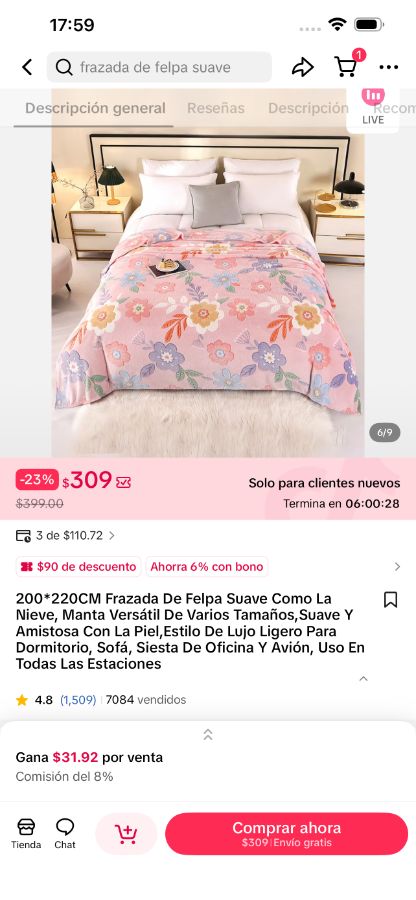 17:59
frazada de felpa suave
1
Descripción general
Reseñas
Descripción
Recom
LIVE
6/9
-23%
$309
Solo para clientes nuevos
$399.00
Termina en 06:00:28
3 de $110.72
$90 de descuento
Ahorra 6% con bono
200*220CM Frazada De Felpa Suave Como La
Nieve, Manta Versátil De Varios Tamaños,Suave Y
Amistosa Con La Piel,Estilo De Lujo Ligero Para
Dormitorio, Sofá, Siesta De Oficina Y Avión, Uso En
Todas Las Estaciones
4.8 (1,509) | 7084 vendidos
Gana $31.92 por venta
Comisión del 8%
Tienda
Chat
Comprar ahora
$309 | Envío gratis